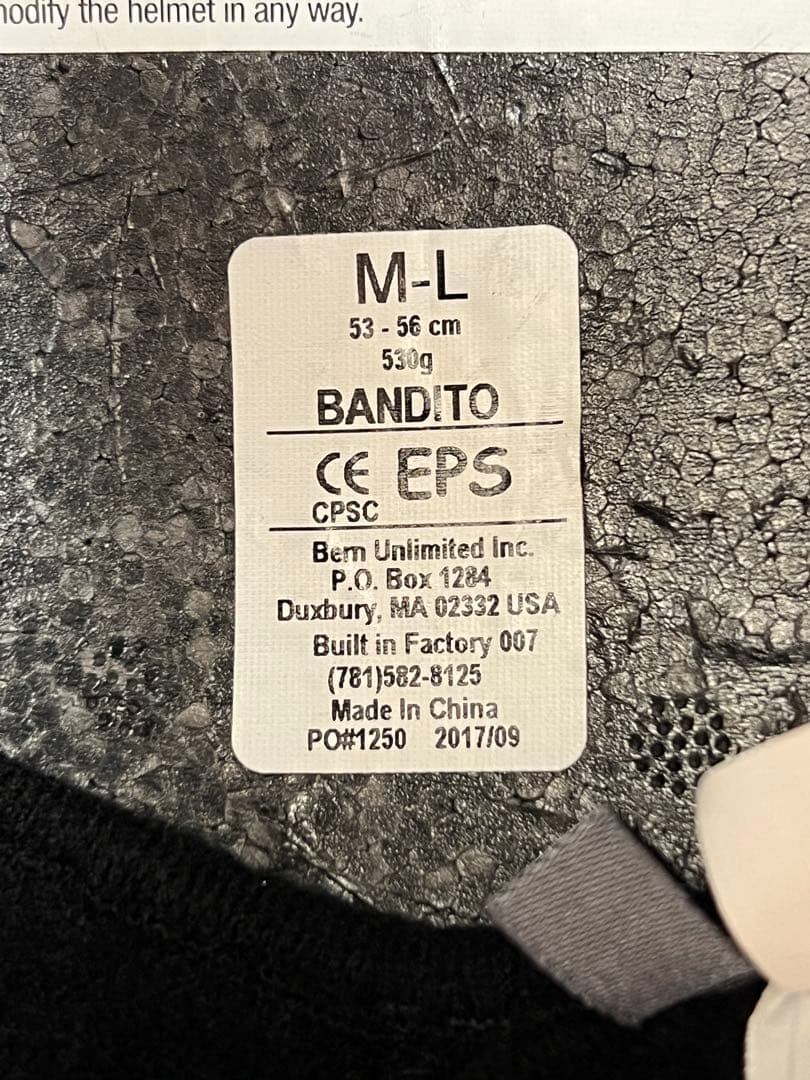 modify the helmet in any way.
M-L
53 - 56 cm
530g
BANDITO
CE EPS
CPSC
Bern Unlimited Inc.
P.O. Box 1284
Duxbury, MA 02332 USA
Built in Factory 007
(781)582-8125
Made In China
PO#1250 2017/09